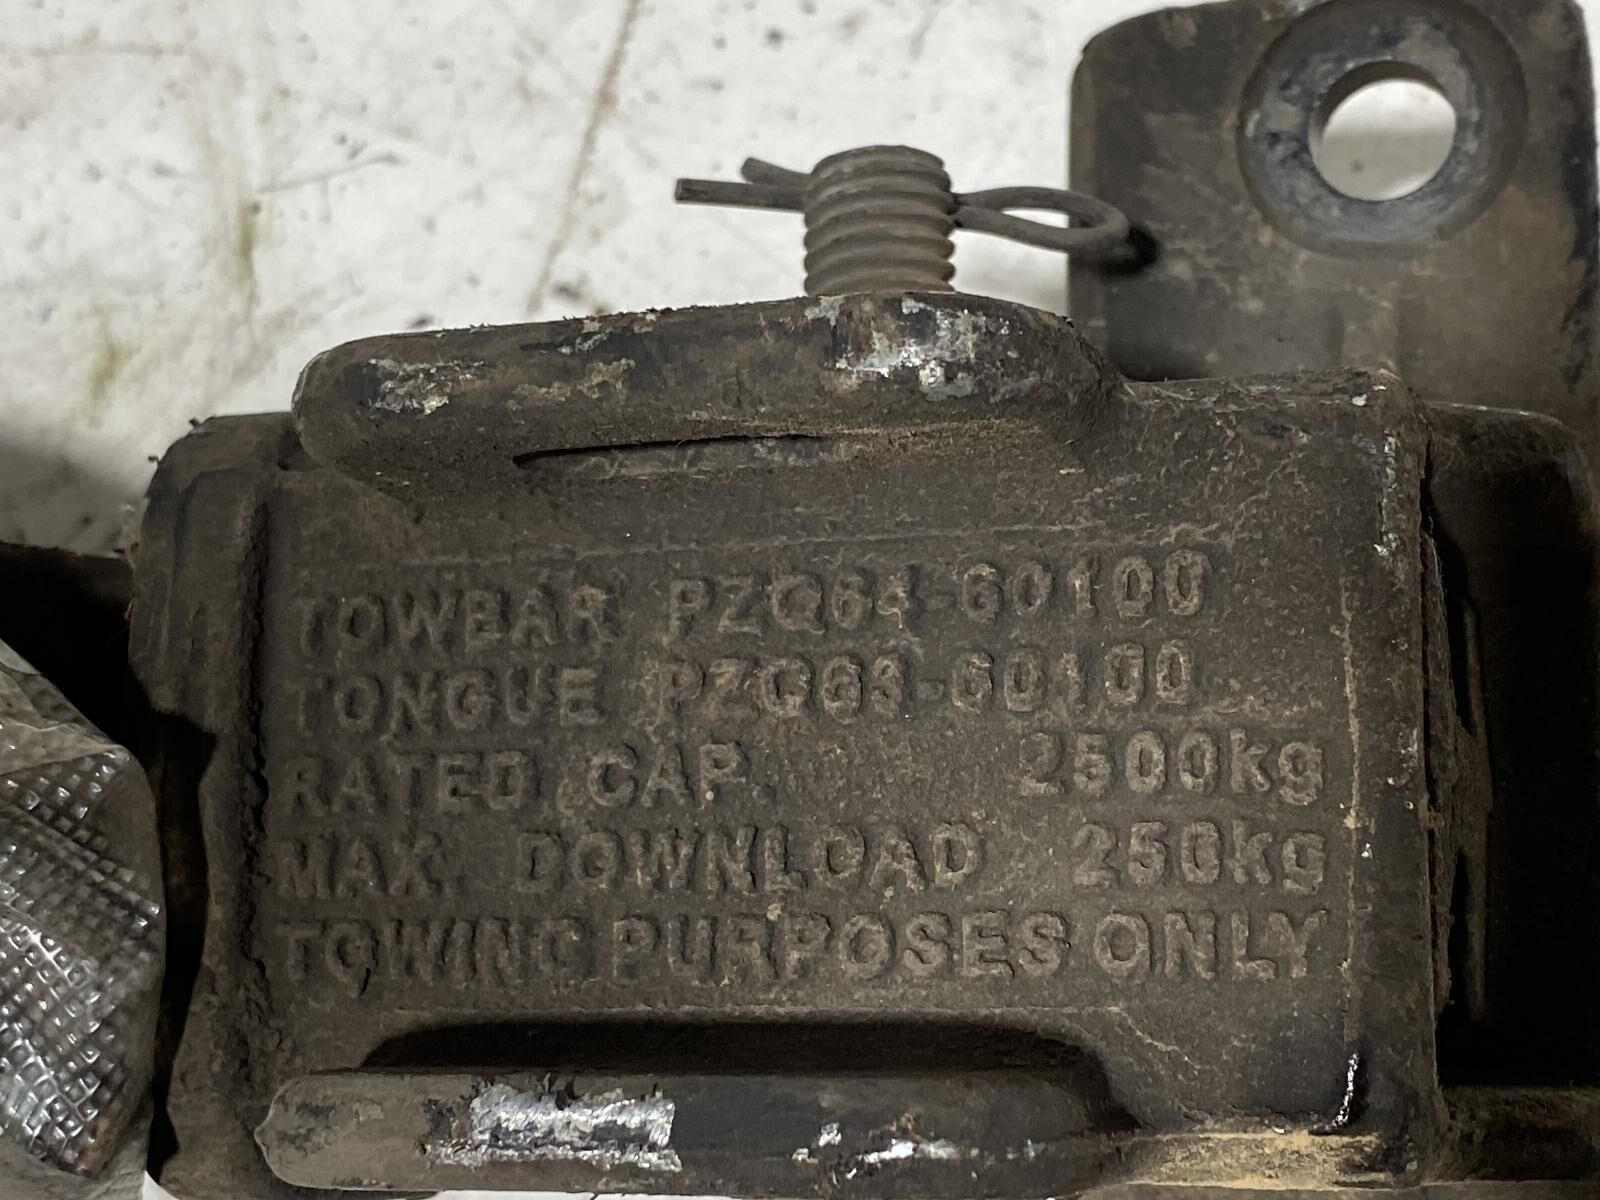 TOWBAR PZQ64-60100
TONGUE PZQ63-60100
RATED CAP. 2500kg
MAX. DOWNLOAD 250kg
TOWING PURPOSES ONLY